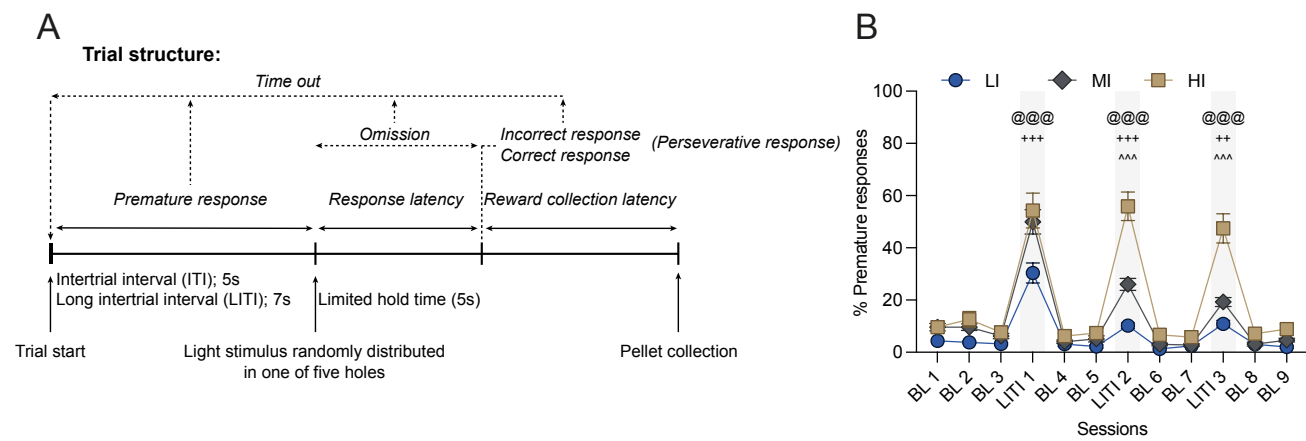 A
Trial structure:
Time out
Omission
Incorrect response
Correct response
(Perseverative response)
Premature response
Response latency
Reward collection latency
Intertrial interval (ITI); 5s
Long intertrial interval (LITI); 7s
Limited hold time (5s)
Trial start
Light stimulus randomly distributed
in one of five holes
Pellet collection
B
LI MI HI
% Premature responses
100
80
60
40
20
0
@@@ @@@ @@@
+++ +++ ++
^^^ ^^^
BL 1 BL 2 BL 3 LITI 1 BL 4 BL 5 LITI 2 BL 6 BL 7 LITI 3 BL 8 BL 9
Sessions